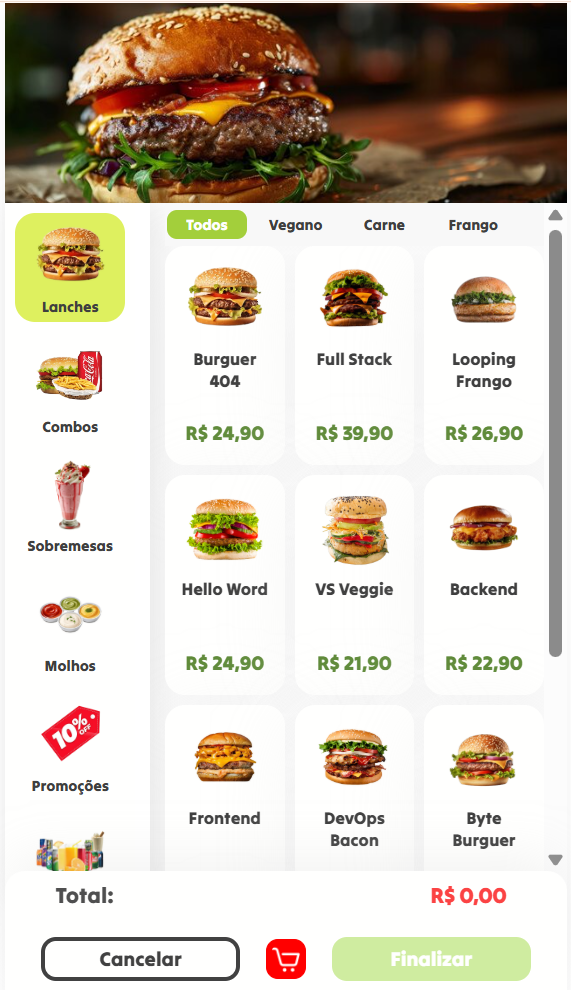 Todos Vegano Carne Frango
Lanches
Combos
Coca-Cola
Sobremesas
Molhos
10%
OFF
Promoções
Burguer
404
R$ 24,90
Full Stack
R$ 39,90
Looping
Frango
R$ 26,90
Hello Word
R$ 24,90
VS Veggie
R$ 21,90
Backend
R$ 22,90
Frontend
DevOps
Bacon
Byte
Burguer
Total: R$ 0,00
Cancelar
Finalizar